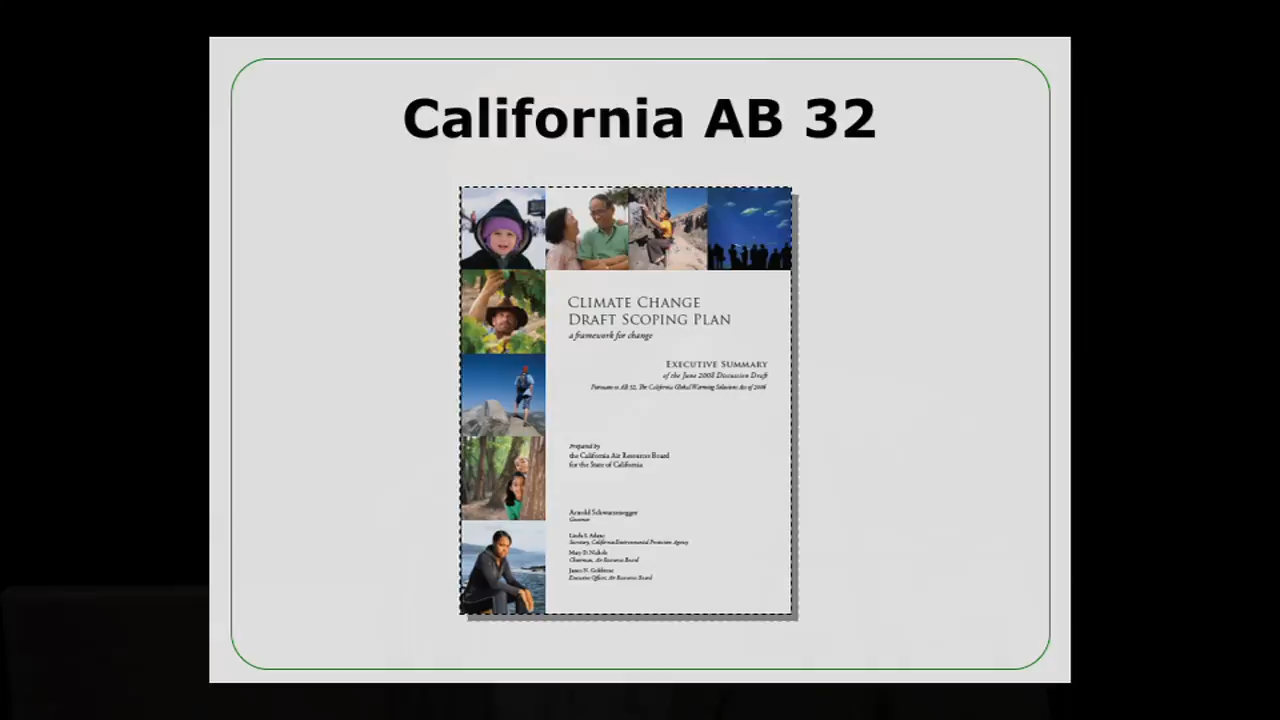 California AB 32
CLIMATE CHANGE
DRAFT SCOPING PLAN
a framework for change
EXECUTIVE SUMMARY
of the June 2008 Discussion Draft
Pursuant to AB 32, The California Global Warming Solutions Act of 2006
Prepared by
the California Air Resources Board
for the State of California
Arnold Schwarzenegger
Governor
Linda S. Adams
Secretary, California Environmental Protection Agency
Mary D. Nichols
Chairman, Air Resources Board
James N. Goldstene
Executive Officer, Air Resources Board